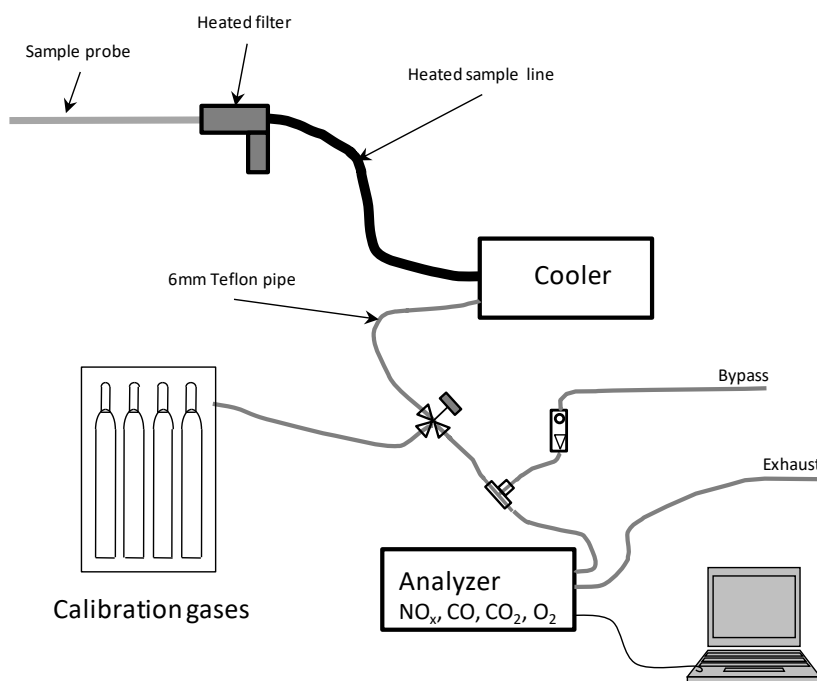 Heated filter
Sample probe
Heated sample line
Cooler
6mm Teflon pipe
Bypass
Exhaust
Analyzer
NOx, CO, CO2, O2
Calibration gases